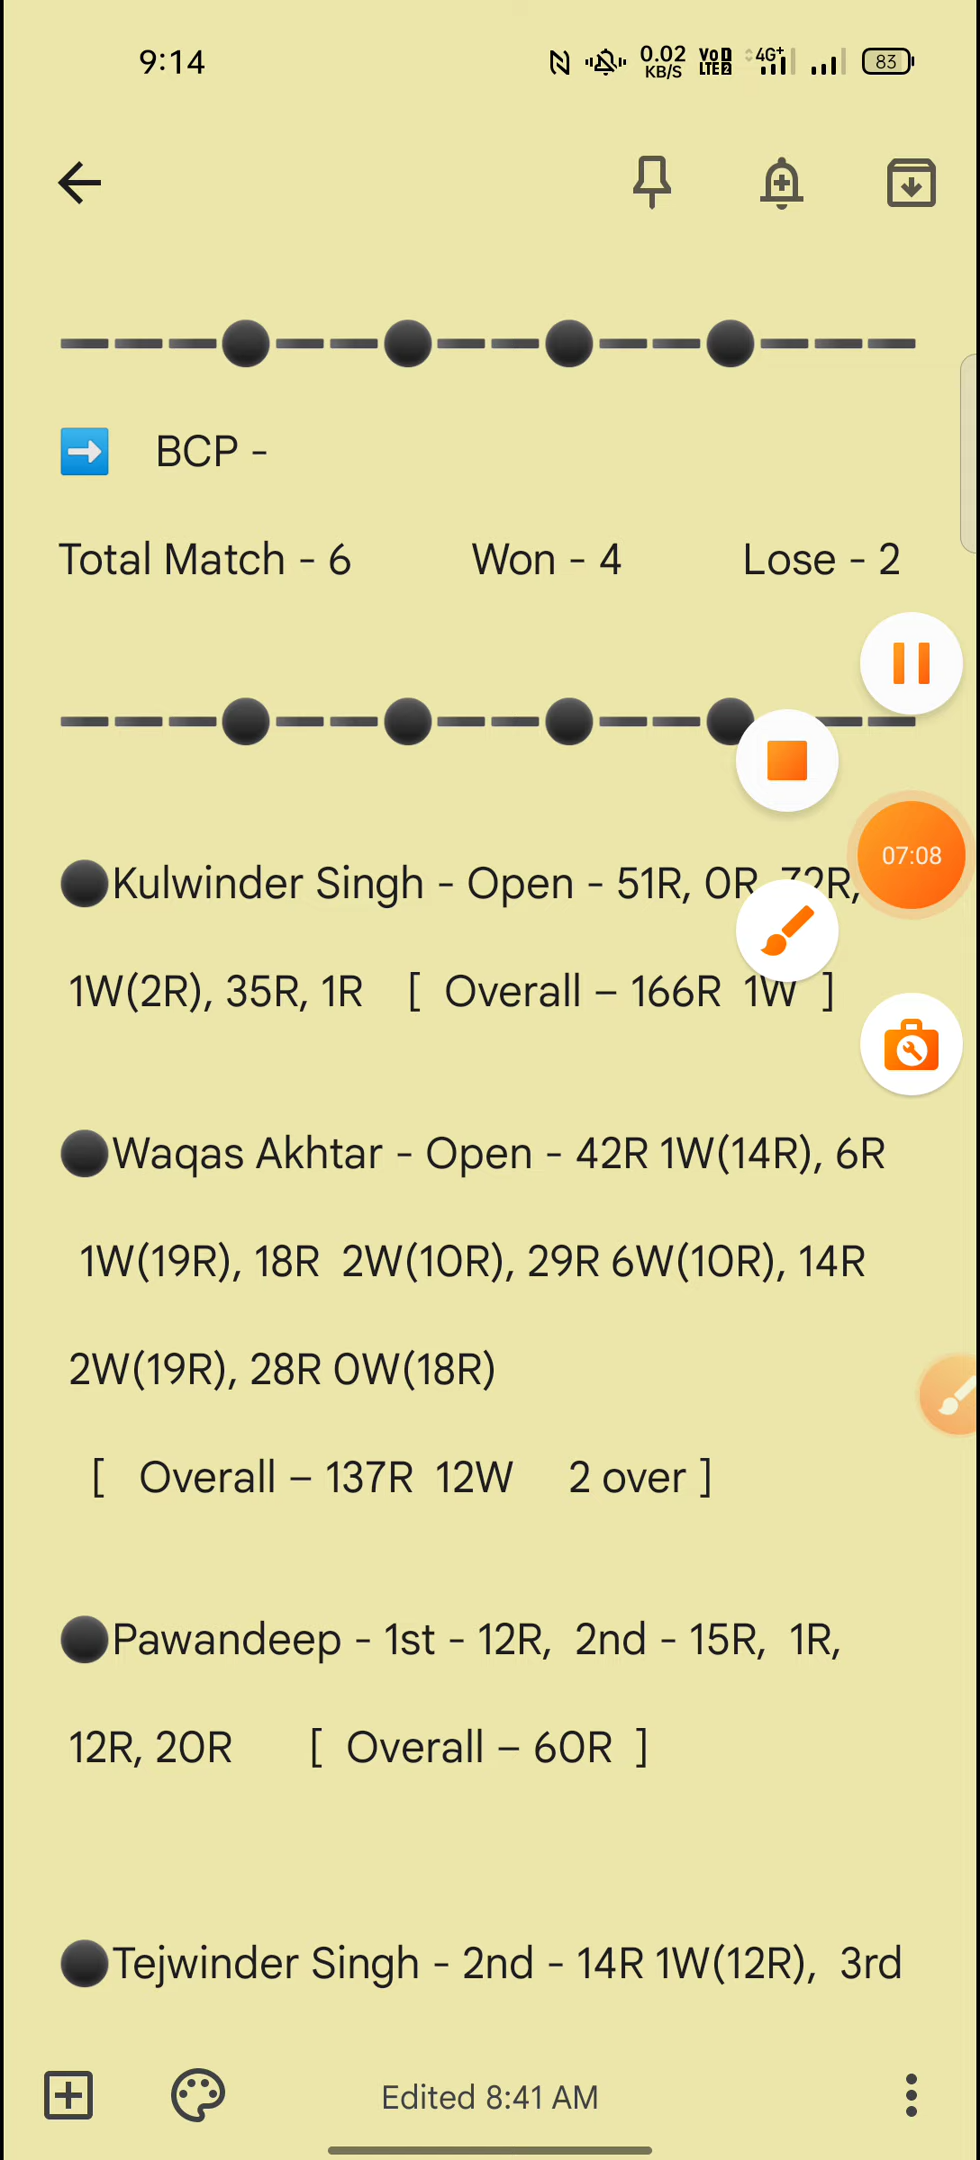 9:14
0.02 KB/S
VoD LTE 2
4G+
83
BCP -
Total Match - 6 Won - 4 Lose - 2
Kulwinder Singh - Open - 51R, 0R, 72R,
07:08
1W(2R), 35R, 1R [ Overall – 166R 1W ]
Waqas Akhtar - Open - 42R 1W(14R), 6R
1W(19R), 18R 2W(10R), 29R 6W(10R), 14R
2W(19R), 28R 0W(18R)
[ Overall – 137R 12W 2 over ]
Pawandeep - 1st - 12R, 2nd - 15R, 1R,
12R, 20R [ Overall – 60R ]
Tejwinder Singh - 2nd - 14R 1W(12R), 3rd
Edited 8:41 AM